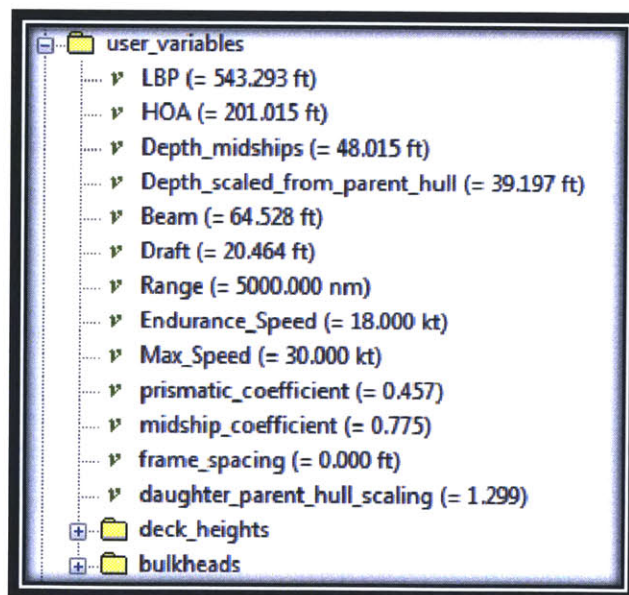 user_variables
LBP (= 543.293 ft)
HOA (= 201.015 ft)
Depth_midships (= 48.015 ft)
Depth_scaled_from_parent_hull (= 39.197 ft)
Beam (= 64.528 ft)
Draft (= 20.464 ft)
Range (= 5000.000 nm)
Endurance_Speed (= 18.000 kt)
Max_Speed (= 30.000 kt)
prismatic_coefficient (= 0.457)
midship_coefficient (= 0.775)
frame_spacing (= 0.000 ft)
daughter_parent_hull_scaling (= 1.299)
deck_heights
bulkheads